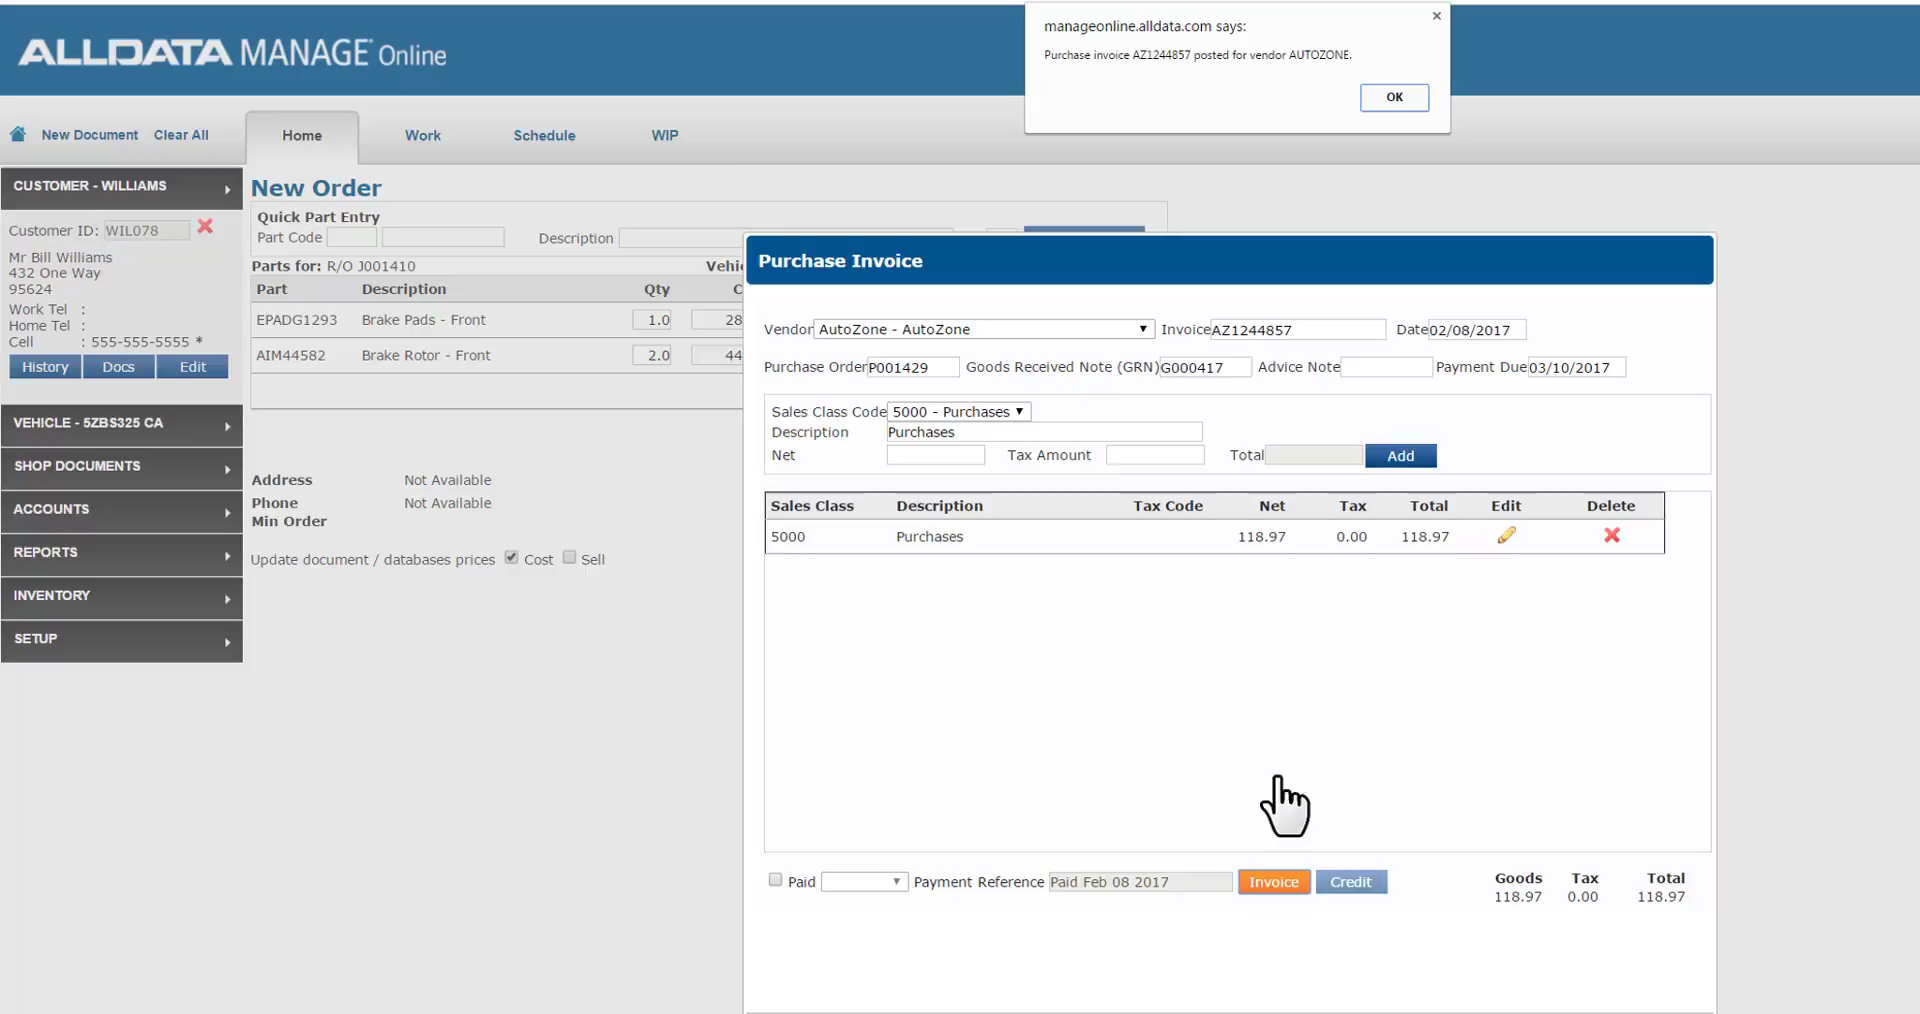 manageonline.alldata.com says:
Purchase invoice AZ1244857 posted for vendor AUTOZONE.
OK
ALLDATA MANAGE Online
New Document Clear All
Home Work Schedule WIP
CUSTOMER - WILLIAMS
Customer ID: WIL078
Mr Bill Williams
432 One Way
95624
Work Tel :
Home Tel :
Cell : 555-555-5555 *
History Docs Edit
VEHICLE - 5ZBS325 CA
SHOP DOCUMENTS
ACCOUNTS
REPORTS
INVENTORY
SETUP
New Order
Quick Part Entry
Part Code Description
Parts for: R/O J001410
Part Description Qty
EPADG1293 Brake Pads - Front 1.0 28
AIM44582 Brake Rotor - Front 2.0 44
Address Not Available
Phone Not Available
Min Order
Update document / databases prices Cost Sell
Purchase Invoice
Vendor AutoZone - AutoZone Invoice AZ1244857 Date 02/08/2017
Purchase Order P001429 Goods Received Note (GRN) G000417 Advice Note Payment Due 03/10/2017
Sales Class Code 5000 - Purchases
Description Purchases
Net Tax Amount Total Add
Sales Class Description Tax Code Net Tax Total Edit Delete
5000 Purchases 118.97 0.00 118.97
Paid Payment Reference Paid Feb 08 2017 Invoice Credit
Goods Tax Total
118.97 0.00 118.97